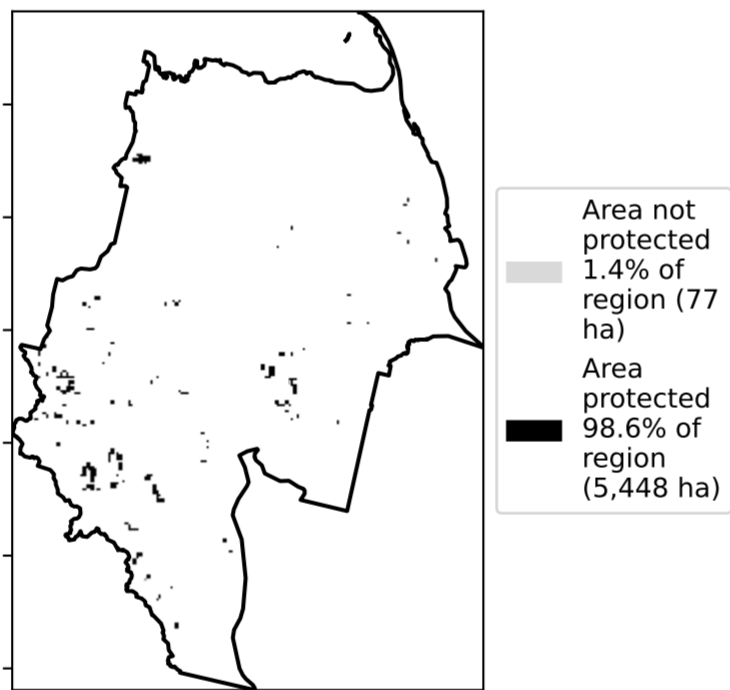 Area not
protected
1.4% of
region (77
ha)
Area
protected
98.6% of
region
(5,448 ha)